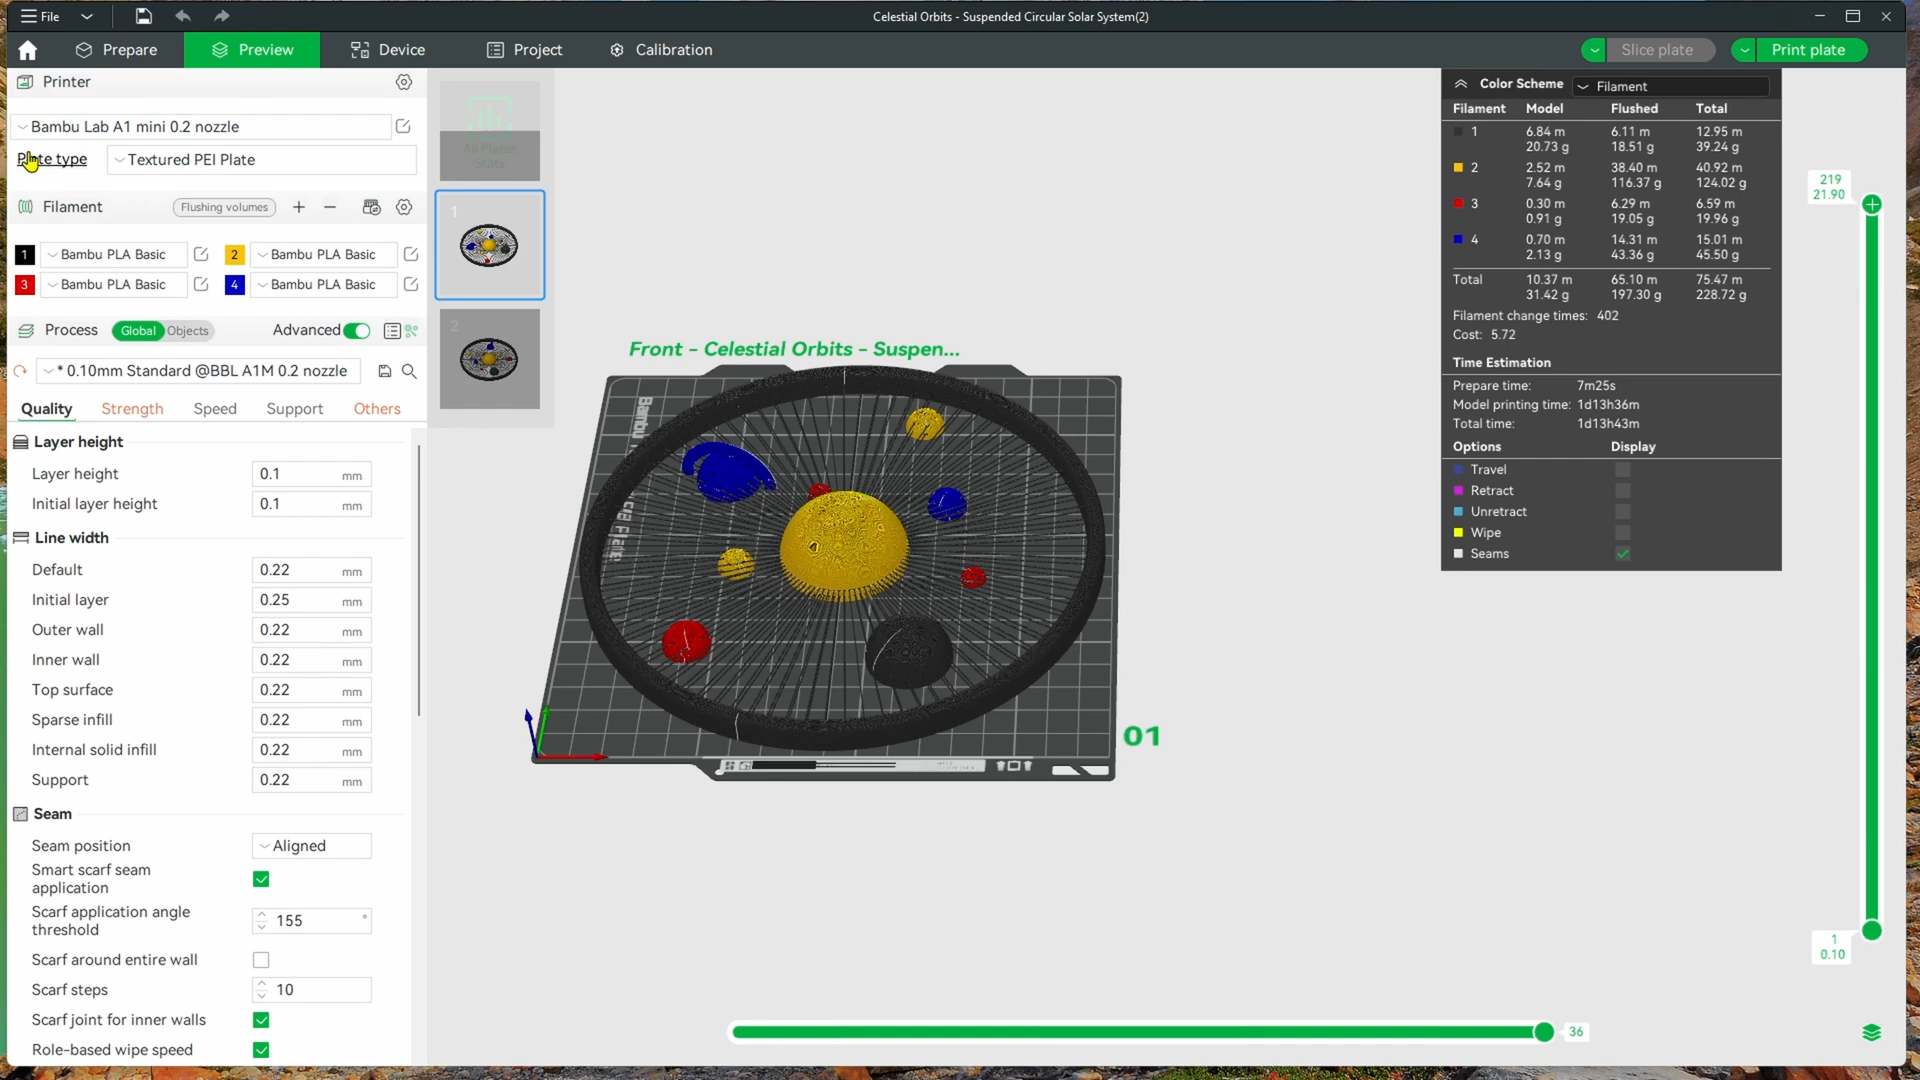 File
Celestial Orbits - Suspended Circular Solar System(2)
Prepare
Preview
Device
Project
Calibration
Slice plate
Print plate
Printer
Bambu Lab A1 mini 0.2 nozzle
Plate type
Textured PEI Plate
Filament
Flushing volumes
1 Bambu PLA Basic
2 Bambu PLA Basic
3 Bambu PLA Basic
4 Bambu PLA Basic
Process
Global
Objects
Advanced
* 0.10mm Standard @BBL A1M 0.2 nozzle
Quality
Strength
Speed
Support
Others
Layer height
Layer height 0.1 mm
Initial layer height 0.1 mm
Line width
Default 0.22 mm
Initial layer 0.25 mm
Outer wall 0.22 mm
Inner wall 0.22 mm
Top surface 0.22 mm
Sparse infill 0.22 mm
Internal solid infill 0.22 mm
Support 0.22 mm
Seam
Seam position Aligned
Smart scarf seam
application
Scarf application angle
threshold
155 °
Scarf around entire wall
Scarf steps 10
Scarf joint for inner walls
Role-based wipe speed
All Plates
Stats
1
2
Front - Celestial Orbits - Suspen...
Bambu
01
36
Color Scheme Filament
Filament Model Flushed Total
1 6.84 m 6.11 m 12.95 m
20.73 g 18.51 g 39.24 g
2 2.52 m 38.40 m 40.92 m
7.64 g 116.37 g 124.02 g
3 0.30 m 6.29 m 6.59 m
0.91 g 19.05 g 19.96 g
4 0.70 m 14.31 m 15.01 m
2.13 g 43.36 g 45.50 g
Total 10.37 m 65.10 m 75.47 m
31.42 g 197.30 g 228.72 g
Filament change times: 402
Cost: 5.72
Time Estimation
Prepare time: 7m25s
Model printing time: 1d13h36m
Total time: 1d13h43m
Options Display
Travel
Retract
Unretract
Wipe
Seams
219
21.90
1
0.10